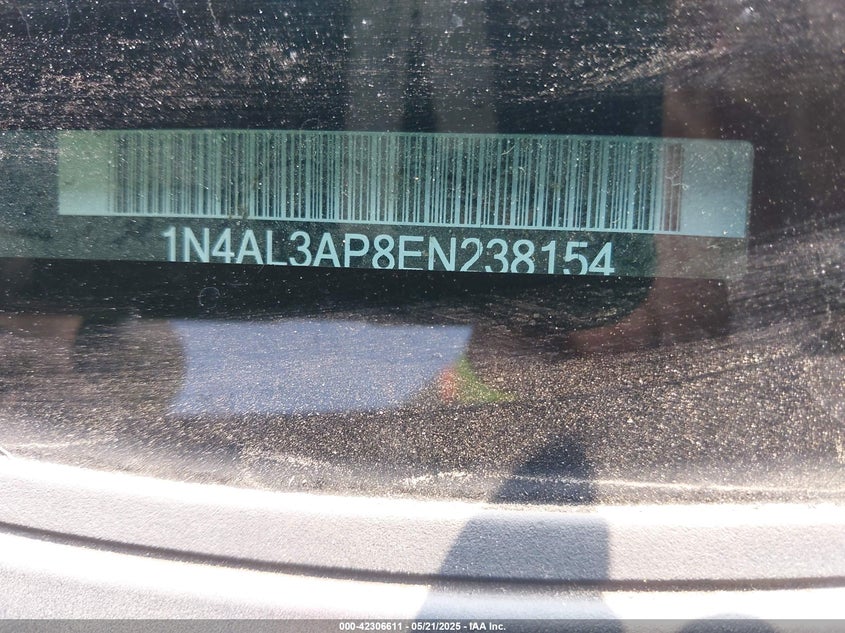 1N4AL3AP8EN238154
000-42306611 - 05/21/2025 - IAA Inc.